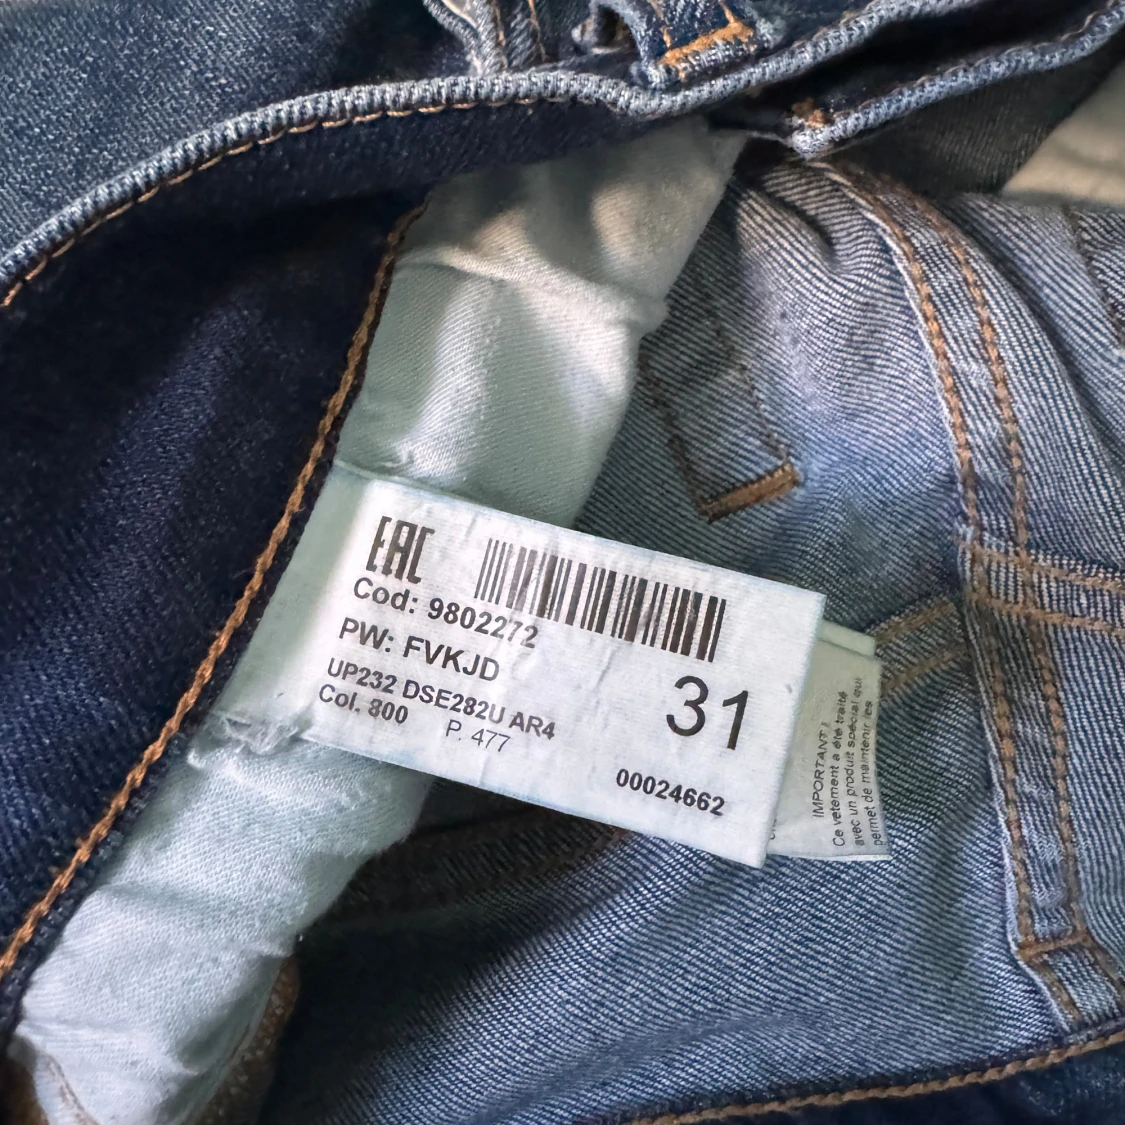 EAC
Cod: 9802272
PW: FVKJD
UP232 DSE282U AR4
Col. 800
P. 477
31
00024662
IMPORTANT!
Ce vêtement a été traité
avec un produit spécial qui
permet de maintenir les